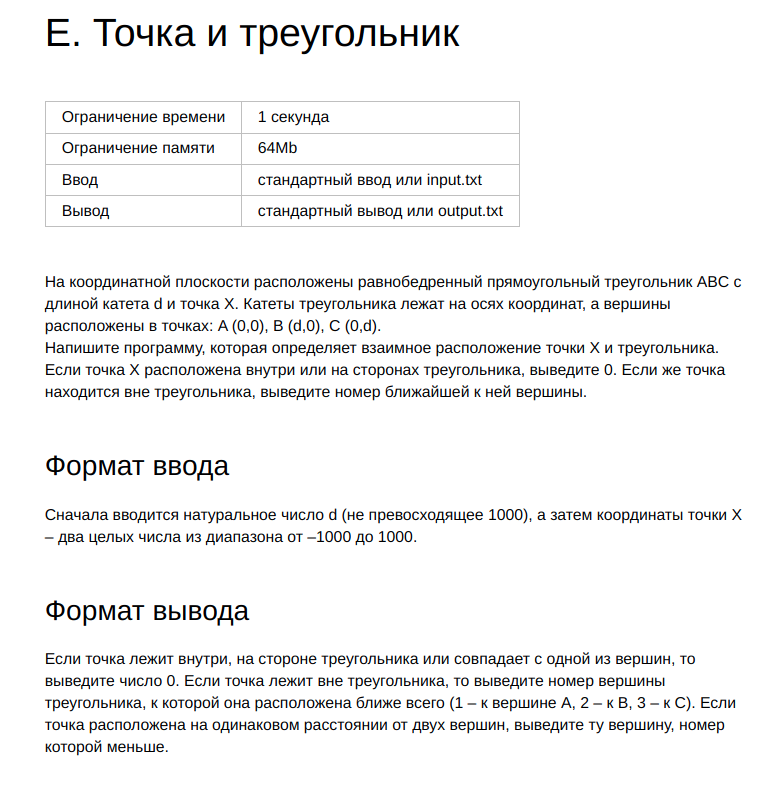 E. Точка и треугольник
Ограничение времени 1 секунда
Ограничение памяти 64Mb
Ввод стандартный ввод или input.txt
Вывод стандартный вывод или output.txt
На координатной плоскости расположены равнобедренный прямоугольный треугольник ABC с
длиной катета d и точка X. Катеты треугольника лежат на осях координат, а вершины
расположены в точках: A (0,0), B (d,0), C (0,d).
Напишите программу, которая определяет взаимное расположение точки X и треугольника.
Если точка X расположена внутри или на сторонах треугольника, выведите 0. Если же точка
находится вне треугольника, выведите номер ближайшей к ней вершины.
Формат ввода
Сначала вводится натуральное число d (не превосходящее 1000), а затем координаты точки X
– два целых числа из диапазона от –1000 до 1000.
Формат вывода
Если точка лежит внутри, на стороне треугольника или совпадает с одной из вершин, то
выведите число 0. Если точка лежит вне треугольника, то выведите номер вершины
треугольника, к которой она расположена ближе всего (1 – к вершине A, 2 – к B, 3 – к C). Если
точка расположена на одинаковом расстоянии от двух вершин, выведите ту вершину, номер
которой меньше.